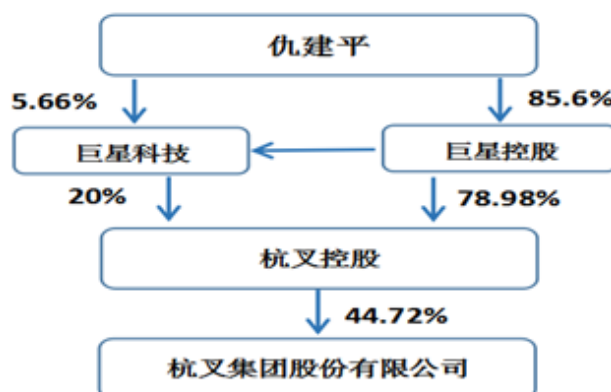 仇建平
5.66%
85.6%
巨星科技
巨星控股
20%
78.98%
杭叉控股
44.72%
杭叉集团股份有限公司